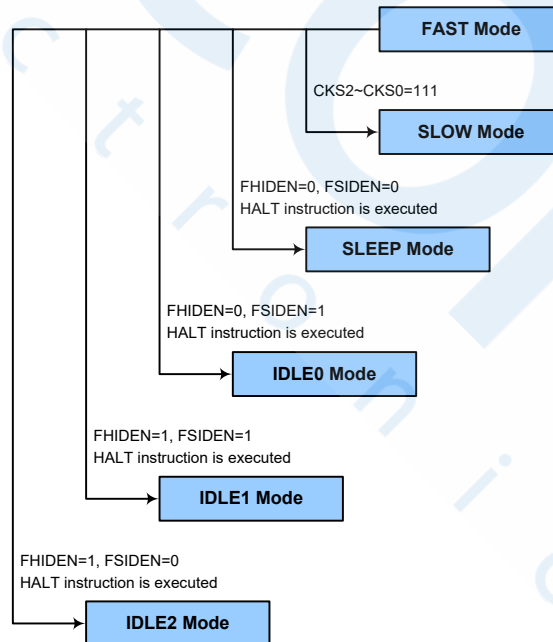 FAST Mode
CKS2~CKS0=111
SLOW Mode
FHIDEN=0, FSIDEN=0
HALT instruction is executed
SLEEP Mode
FHIDEN=0, FSIDEN=1
HALT instruction is executed
IDLE0 Mode
FHIDEN=1, FSIDEN=1
HALT instruction is executed
IDLE1 Mode
FHIDEN=1, FSIDEN=0
HALT instruction is executed
IDLE2 Mode
c t r o n i c